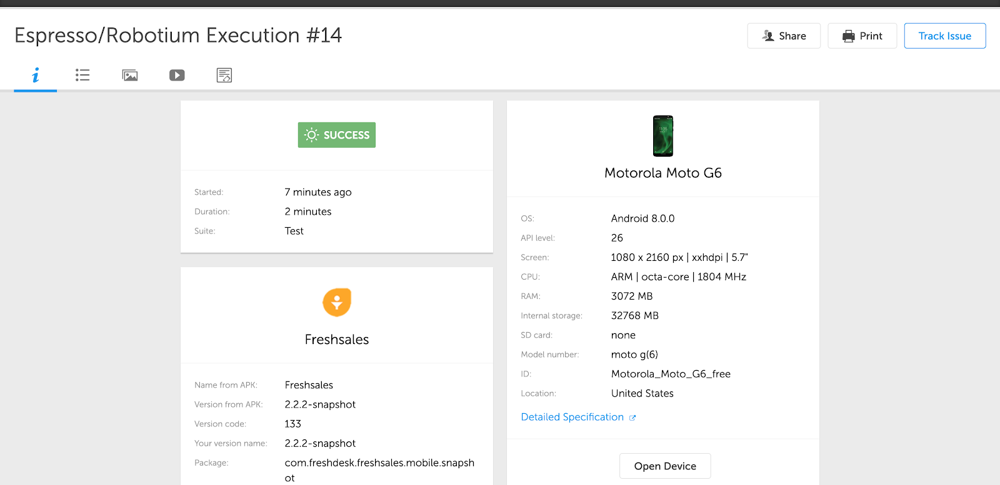 Espresso/Robotium Execution #14
Share
Print
Track Issue
SUCCESS
Started: 7 minutes ago
Duration: 2 minutes
Suite: Test
Freshsales
Name from APK: Freshsales
Version from APK: 2.2.2-snapshot
Version code: 133
Your version name: 2.2.2-snapshot
Package: com.freshdesk.freshsales.mobile.snapsh
ot
Motorola Moto G6
OS: Android 8.0.0
API level: 26
Screen: 1080 x 2160 px | xxhdpi | 5.7"
CPU: ARM | octa-core | 1804 MHz
RAM: 3072 MB
Internal storage: 32768 MB
SD card: none
Model number: moto g(6)
ID: Motorola_Moto_G6_free
Location: United States
Detailed Specification
Open Device